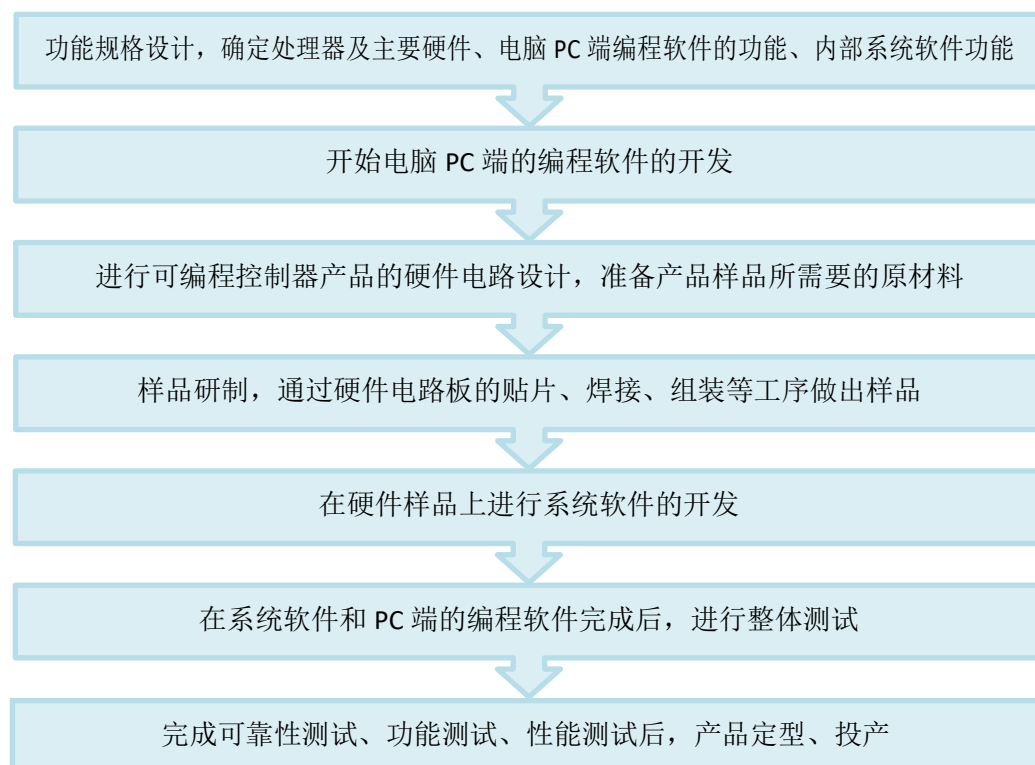 功能规格设计，确定处理器及主要硬件、电脑 PC 端编程软件的功能、内部系统软件功能
开始电脑 PC 端的编程软件的开发
进行可编程控制器产品的硬件电路设计，准备产品样品所需要的原材料
样品研制，通过硬件电路板的贴片、焊接、组装等工序做出样品
在硬件样品上进行系统软件的开发
在系统软件和 PC 端的编程软件完成后，进行整体测试
完成可靠性测试、功能测试、性能测试后，产品定型、投产